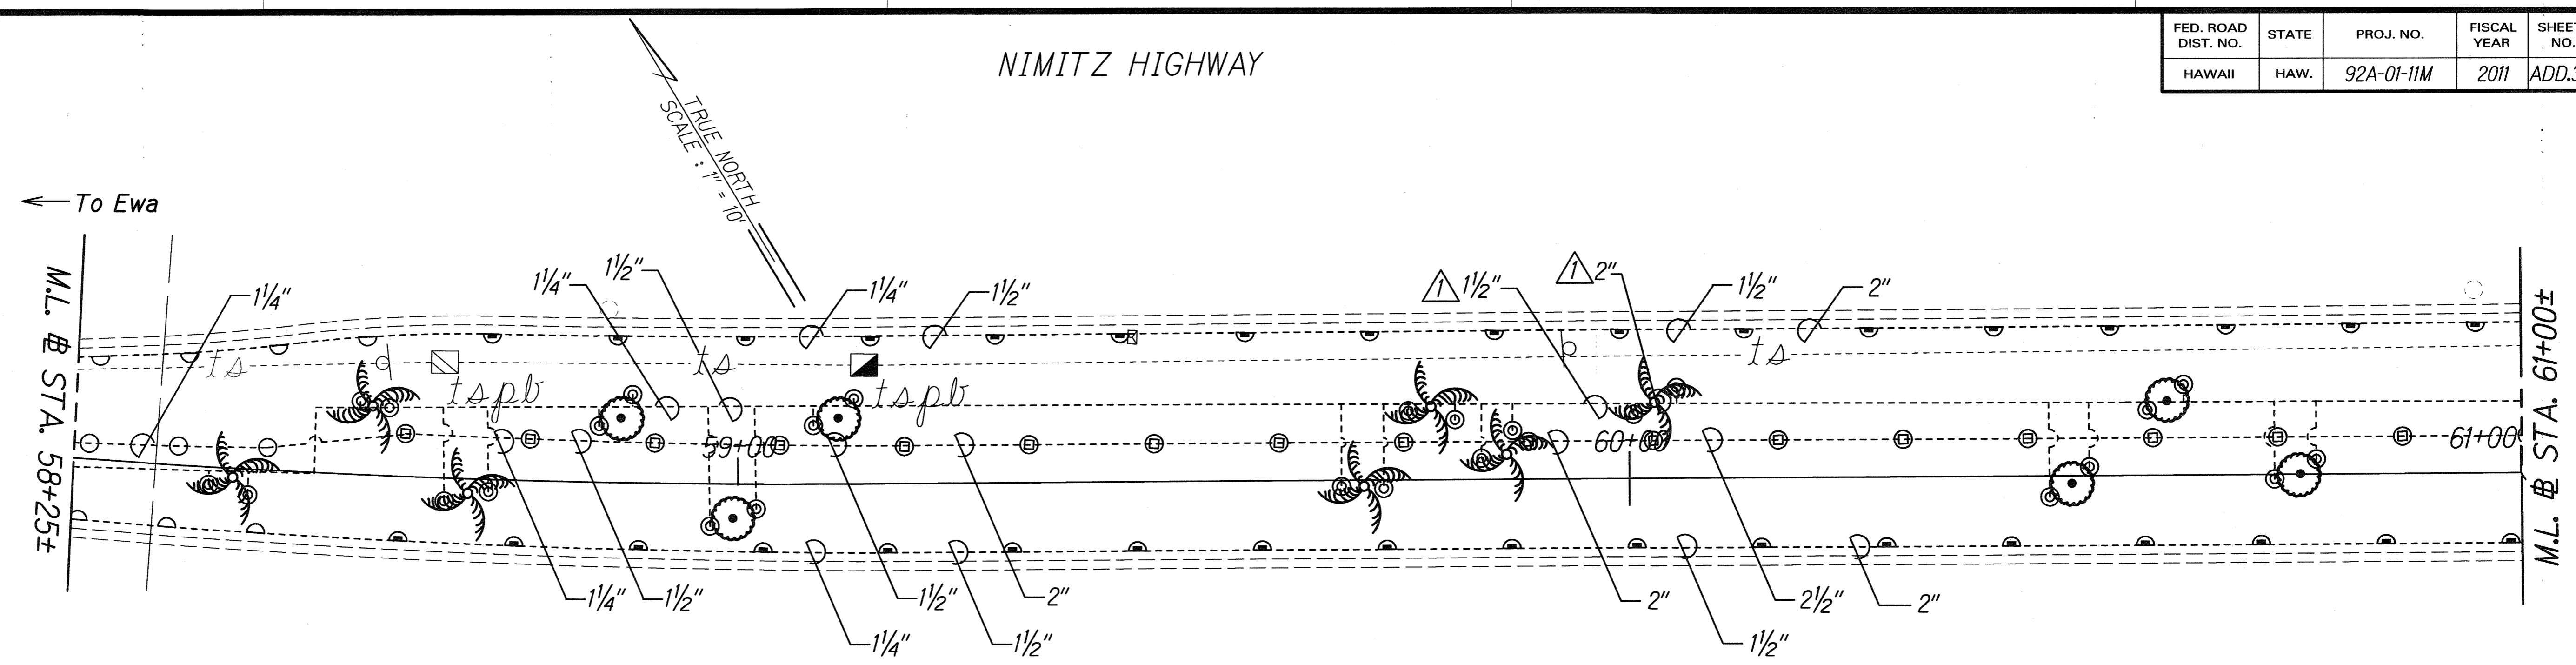 NIMITZ HIGHWAY
FED. ROAD DIST. NO. STATE PROJ. NO. FISCAL YEAR SHEET NO.
HAWAII HAW. 92A-01-11M 2011 ADD.
TRUE NORTH
SCALE : 1" = 10'
To Ewa
M.L. ℄ STA. 58+25±
1¼"
1¼"
1½"
1¼"
1½"
1 1½"
1 2"
1½"
2"
M.L. ℄ STA. 61+00±
ts
ts
ts
tspb
tspb
59+00
60+00
61+00
1¼"
1½"
1½"
2"
2"
2½"
2"
1¼"
1½"
1½"